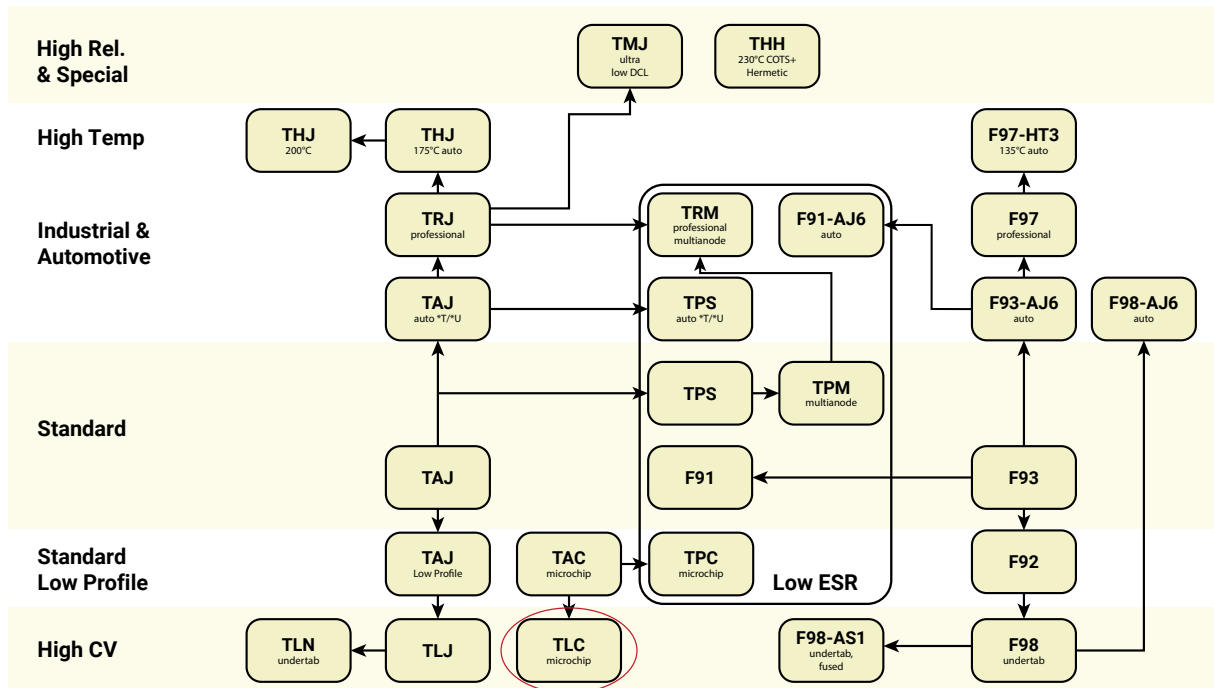 High Rel.
& Special
TMJ
ultra
low DCL
THH
230°C COTS+
Hermetic
High Temp
THJ
200°C
THJ
175°C auto
F97-HT3
135°C auto
Industrial &
Automotive
TRJ
professional
TRM
professional
multianode
F91-AJ6
auto
F97
professional
TAJ
auto *T/*U
TPS
auto *T/*U
F93-AJ6
auto
F98-AJ6
auto
Standard
TPS
TPM
multianode
TAJ
F91
F93
Standard
Low Profile
TAJ
Low Profile
TAC
microchip
TPC
microchip
Low ESR
F92
High CV
TLN
undertab
TLJ
TLC
microchip
F98-AS1
undertab,
fused
F98
undertab